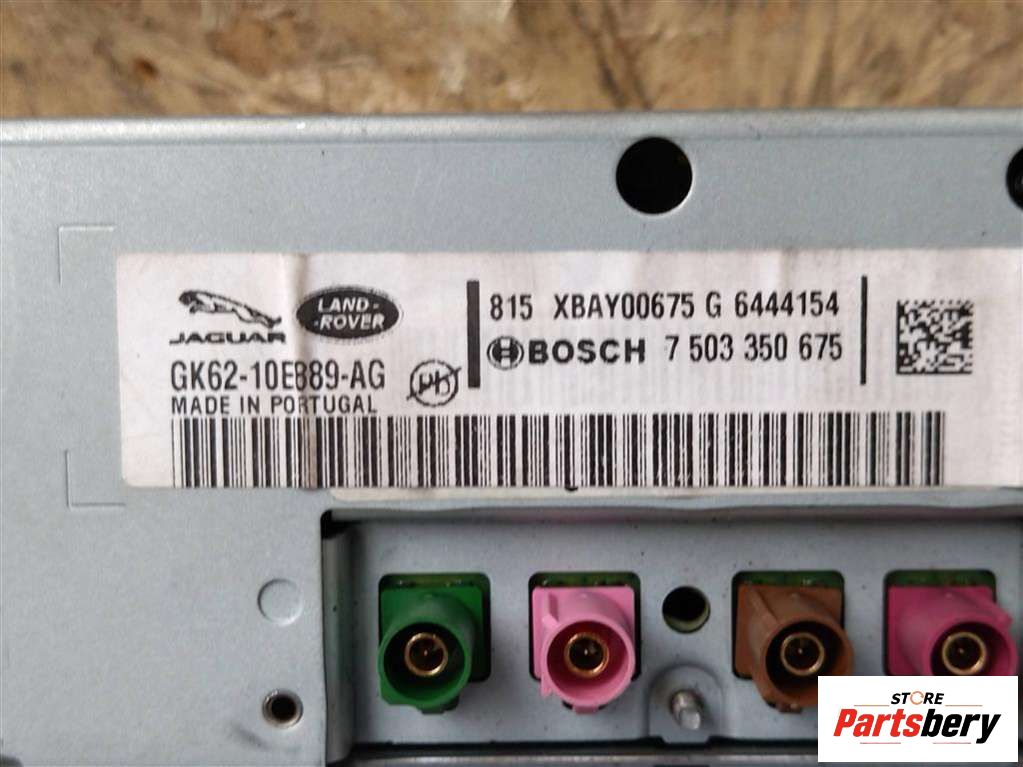 JAGUAR
LAND-
-ROVER
GK62-10E889-AG
Pb
MADE IN PORTUGAL
815 XBAY00675 G 6444154
BOSCH 7 503 350 675
STORE
Partsbery